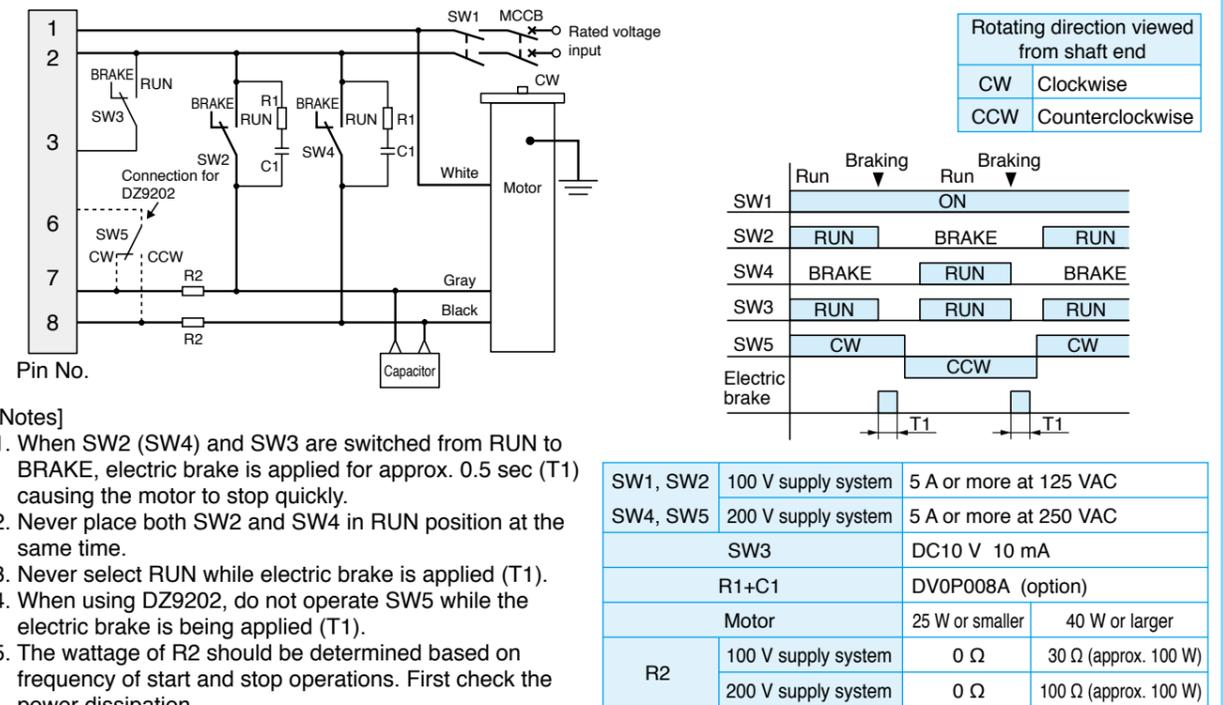 1
2
3
6
7
8
Pin No.
SW1
MCCB
Rated voltage
input
BRAKE
RUN
SW3
BRAKE
RUN
R1
SW2
C1
BRAKE
RUN
R1
SW4
C1
CW
Motor
White
Gray
Black
Connection for
DZ9202
SW5
CW
CCW
R2
R2
Capacitor
Rotating direction viewed
from shaft end
CW Clockwise
CCW Counterclockwise
Braking Braking
Run Run
SW1 ON
SW2 RUN BRAKE RUN
SW4 BRAKE RUN BRAKE
SW3 RUN RUN RUN
SW5 CW CCW CW
Electric
brake
T1 T1
Notes]
. When SW2 (SW4) and SW3 are switched from RUN to
BRAKE, electric brake is applied for approx. 0.5 sec (T1)
causing the motor to stop quickly.
2. Never place both SW2 and SW4 in RUN position at the
same time.
3. Never select RUN while electric brake is applied (T1).
4. When using DZ9202, do not operate SW5 while the
electric brake is being applied (T1).
5. The wattage of R2 should be determined based on
frequency of start and stop operations. First check the
power dissipation
SW1, SW2 100 V supply system 5 A or more at 125 VAC
SW4, SW5 200 V supply system 5 A or more at 250 VAC
SW3 DC10 V 10 mA
R1+C1 DV0P008A (option)
Motor 25 W or smaller 40 W or larger
R2 100 V supply system 0 Ω 30 Ω (approx. 100 W)
200 V supply system 0 Ω 100 Ω (approx. 100 W)